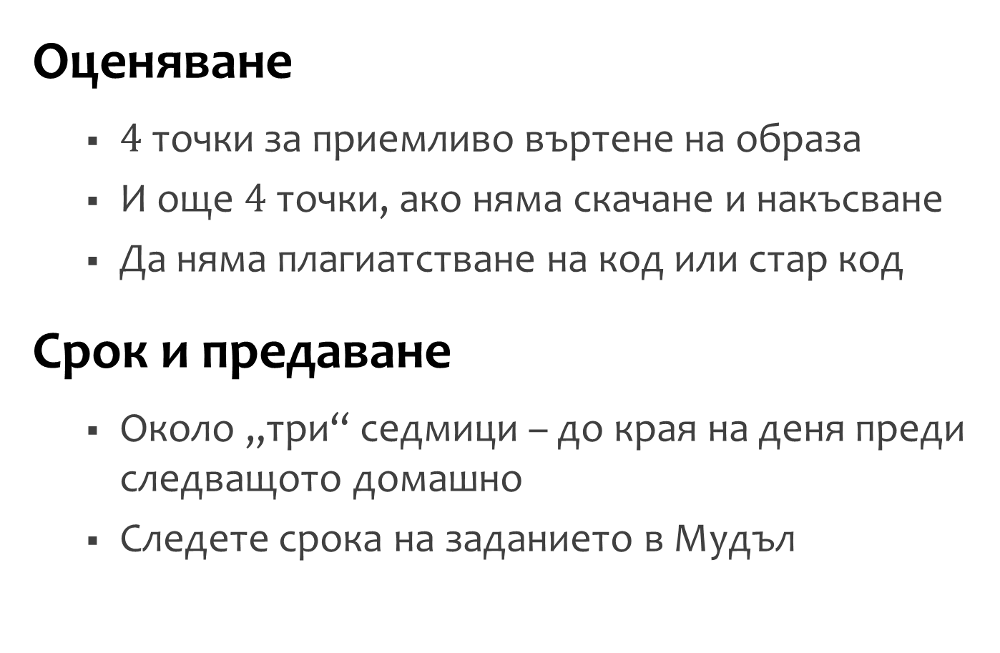 Оценяване
▪ 4 точки за приемливо въртене на образа
▪ И още 4 точки, ако няма скачане и накъсване
▪ Да няма плагиатстване на код или стар код
Срок и предаване
▪ Около „три“ седмици – до края на деня преди
следващото домашно
▪ Следете срока на заданието в Мудъл